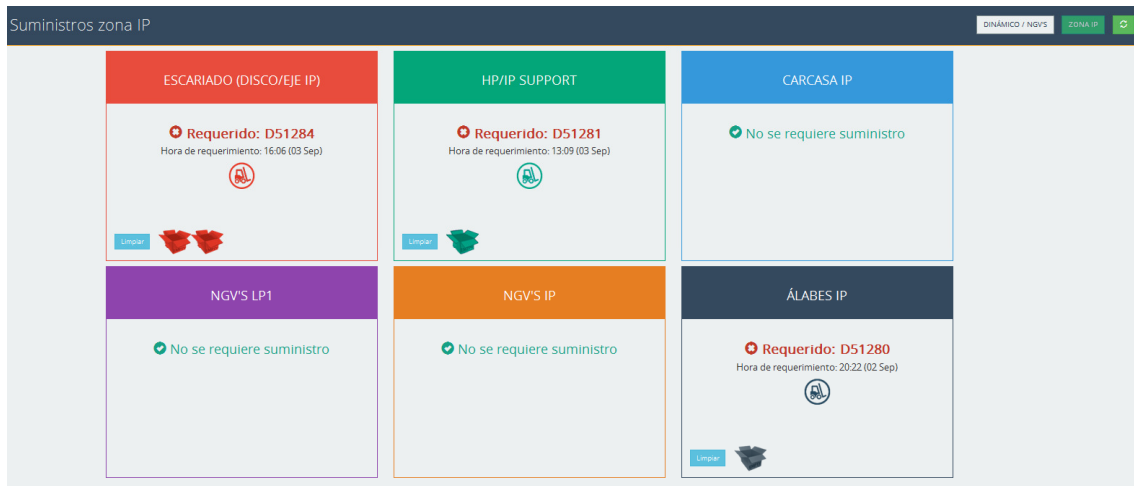 Suministros zona IP
DINÁMICO / NGV'S
ZONA IP
ESCARIADO (DISCO/EJE IP)
Requerido: D51284
Hora de requerimiento: 16:06 (03 Sep)
Limpiar
HP/IP SUPPORT
Requerido: D51281
Hora de requerimiento: 13:09 (03 Sep)
Limpiar
CARCASA IP
No se requiere suministro
NGV'S LP1
No se requiere suministro
NGV'S IP
No se requiere suministro
ÁLABES IP
Requerido: D51280
Hora de requerimiento: 20:22 (02 Sep)
Limpiar